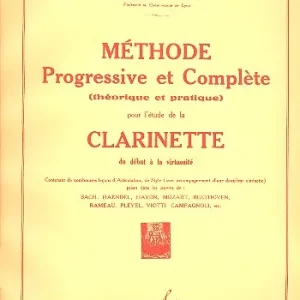 MÉTHODE
Progressive et Complète
(théorique et pratique)
pour l'étude de la
CLARINETTE
du début à la virtuosité
BACH, HAENDEL, HAYDN, MOZART, BEETHOVEN,
RAMEAU, PLEYEL, VIOTTI, CAMPAGNOLI, etc.